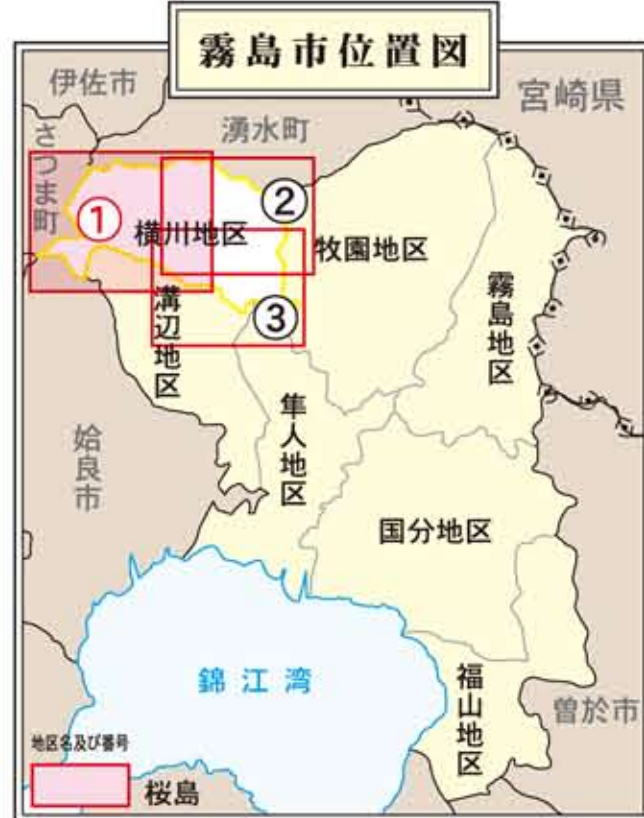 霧島市位置図
伊佐市
宮崎県
湧水町
さつま町
①
②
横川地区
牧園地区
③
溝辺地区
霧島地区
隼人地区
姶良市
国分地区
錦江湾
福山地区
曽於市
地区名及び番号
桜島